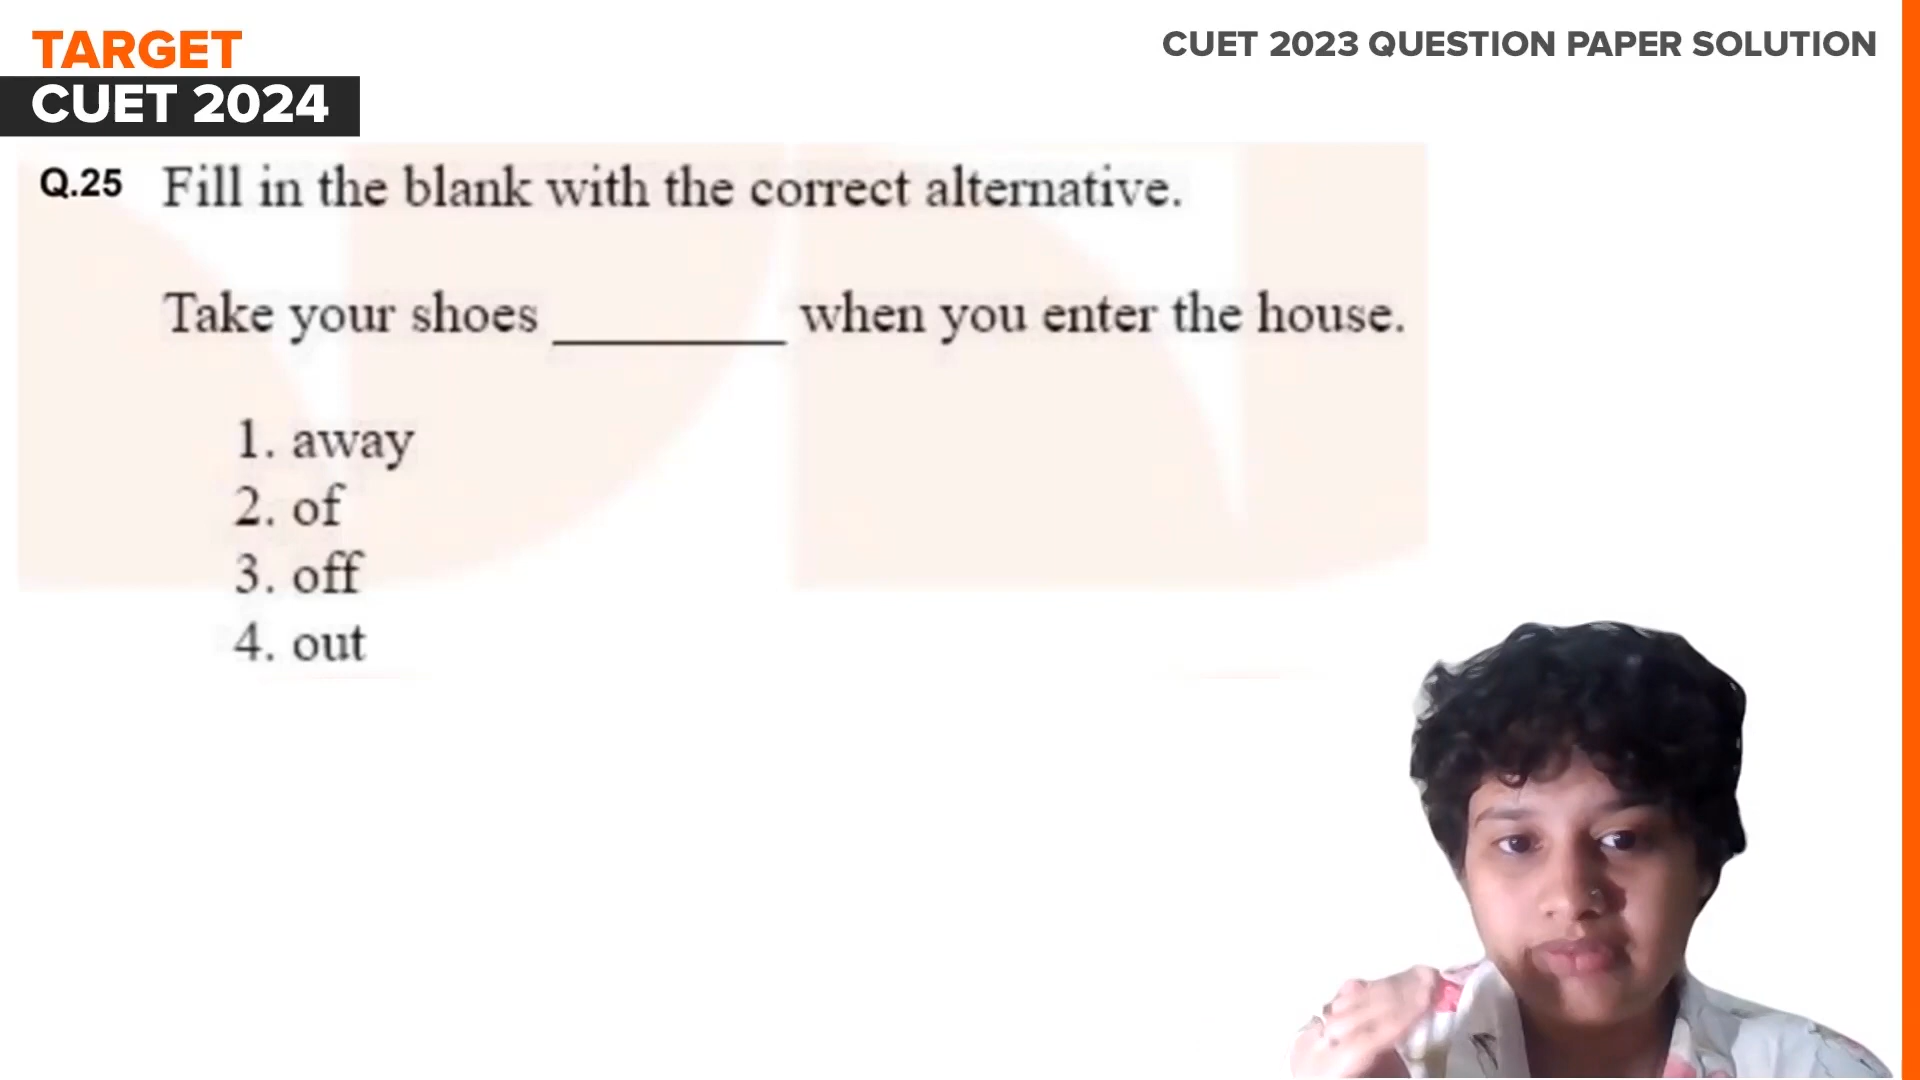 TARGET
CUET 2024
CUET 2023 QUESTION PAPER SOLUTION
Q.25 Fill in the blank with the correct alternative.
Take your shoes ________ when you enter the house.
1. away
2. of
3. off
4. out